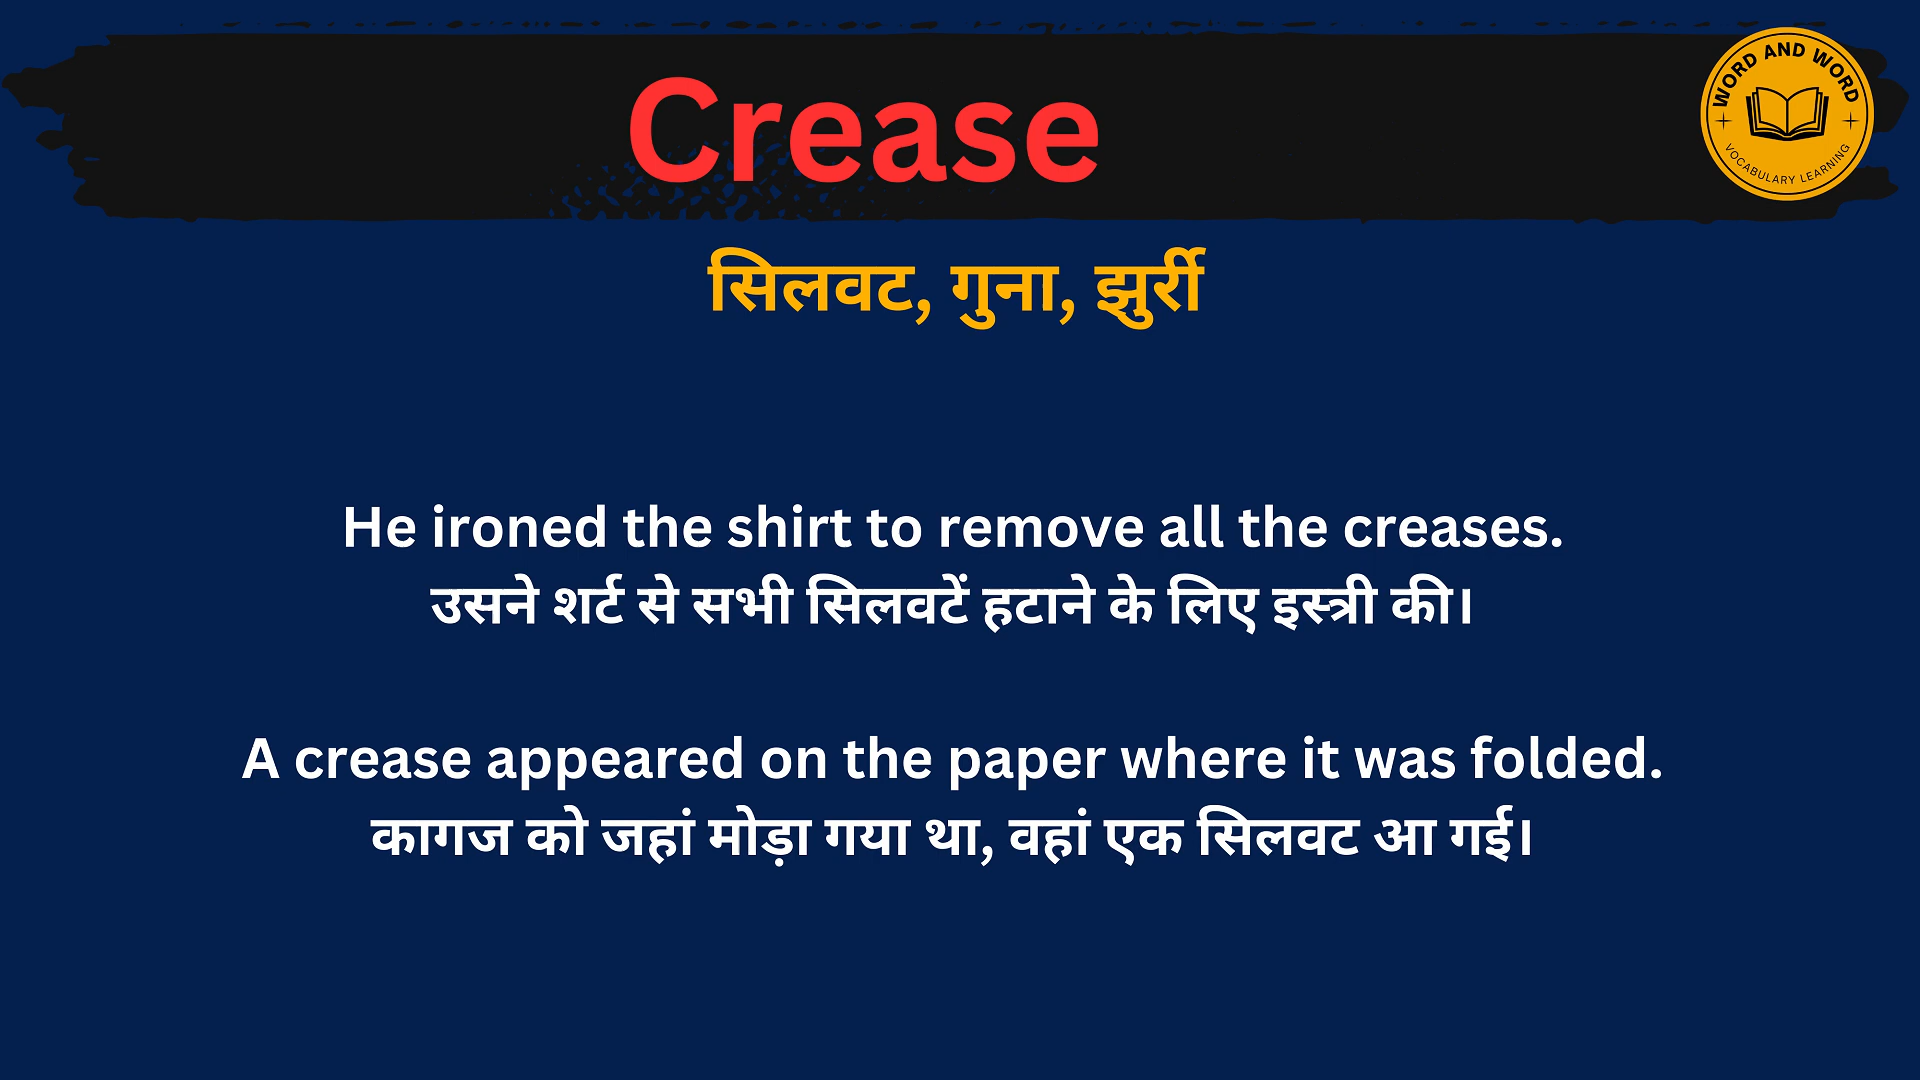 Crease
WORD AND WORD
VOCABULARY LEARNING
सिलवट, गुना, झुर्री
He ironed the shirt to remove all the creases.
उसने शर्ट से सभी सिलवटें हटाने के लिए इस्त्री की।
A crease appeared on the paper where it was folded.
कागज को जहां मोड़ा गया था, वहां एक सिलवट आ गई।